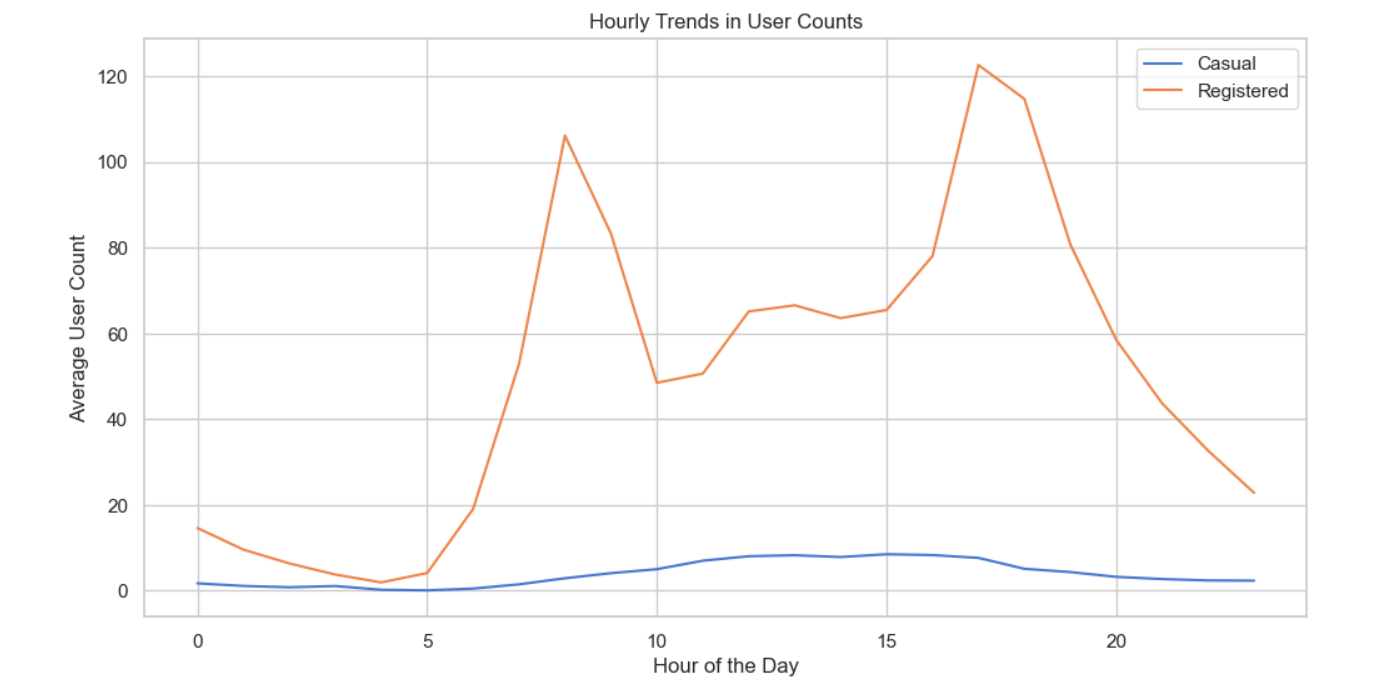 Hourly Trends in User Counts
Casual
Registered
120
100
80
60
40
20
0
Average User Count
0 5 10 15 20
Hour of the Day